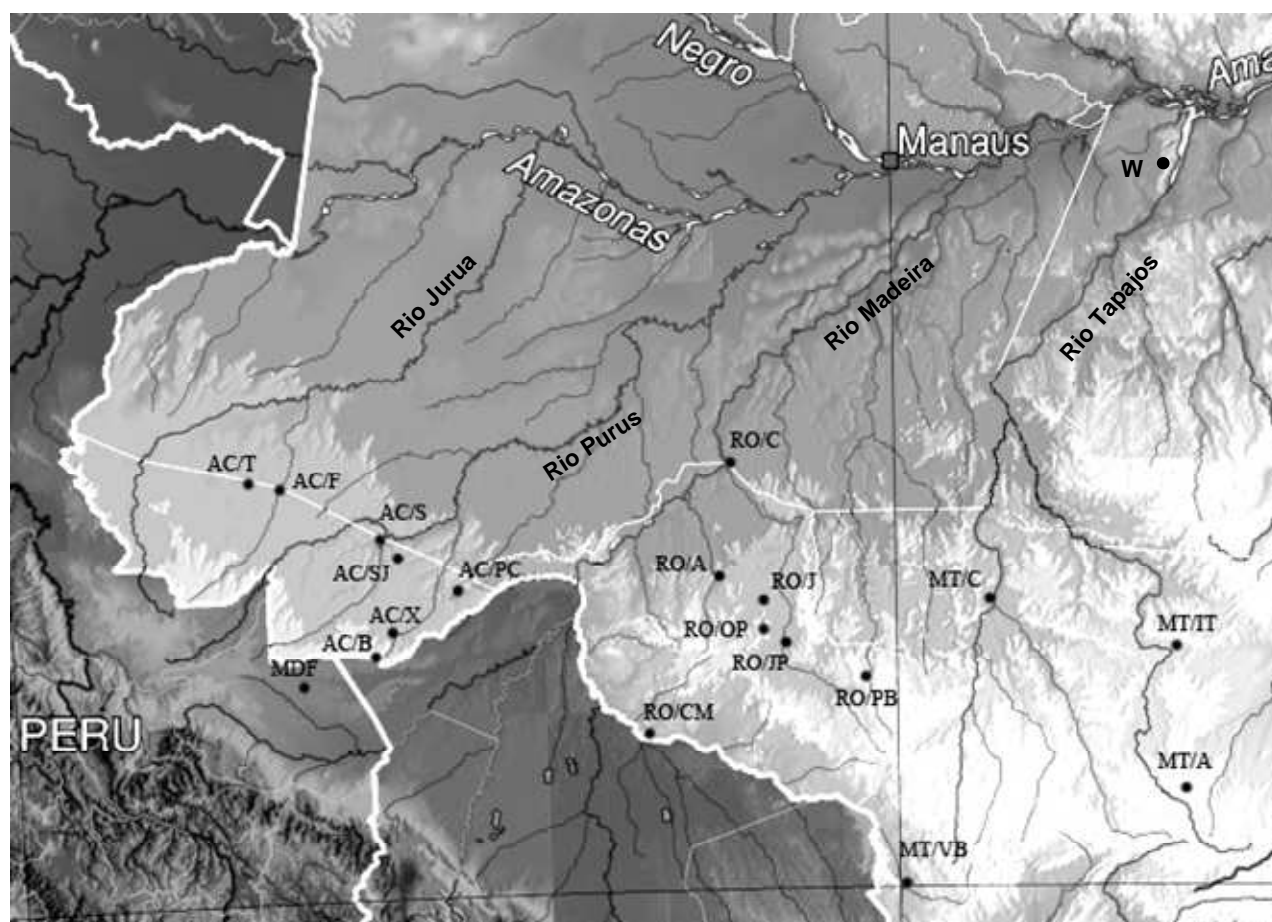 Negro
Ama
Manaus
W
Amazonas
Rio Jurua
Rio Madeira
Rio Tapajos
Rio Purus
RO/C
AC/T
AC/F
AC/S
AC/SJ
AC/PC
RO/A
RO/J
MT/C
AC/X
RO/OP
AC/B
RO/JP
MT/IT
MDF
RO/PB
RO/CM
PERU
MT/A
MT/VB